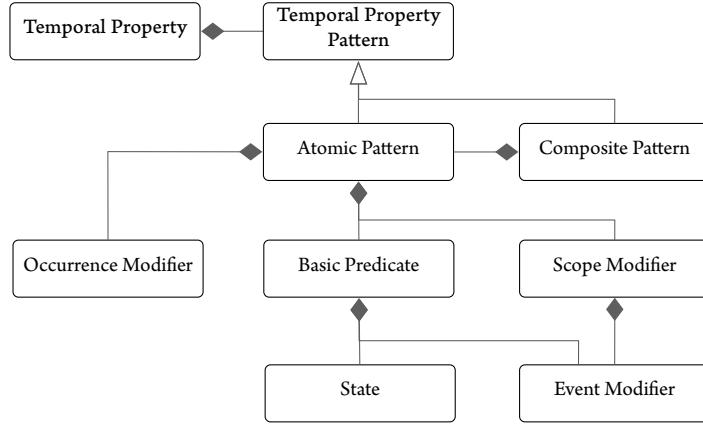 Temporal Property
Temporal Property
Pattern
Atomic Pattern
Composite Pattern
Occurrence Modifier
Basic Predicate
Scope Modifier
State
Event Modifier